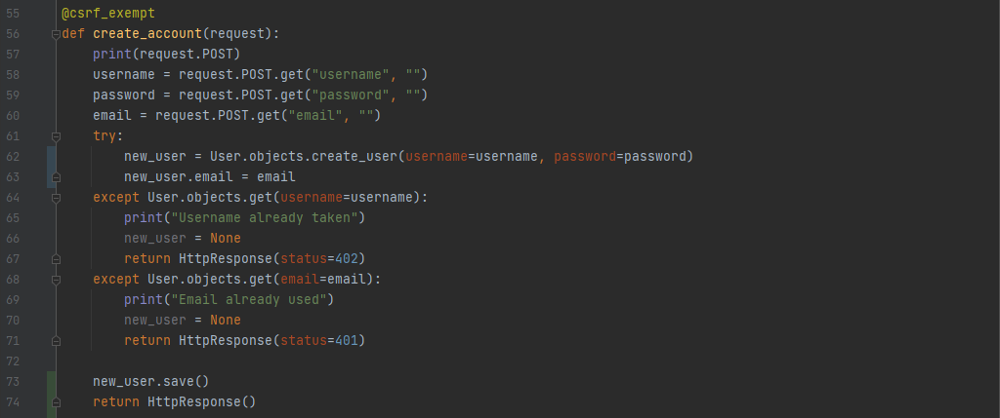 55 @csrf_exempt
56 def create_account(request):
57 print(request.POST)
58 username = request.POST.get("username", "")
59 password = request.POST.get("password", "")
60 email = request.POST.get("email", "")
61 try:
62 new_user = User.objects.create_user(username=username, password=password)
63 new_user.email = email
64 except User.objects.get(username=username):
65 print("Username already taken")
66 new_user = None
67 return HttpResponse(status=402)
68 except User.objects.get(email=email):
69 print("Email already used")
70 new_user = None
71 return HttpResponse(status=401)
72
73 new_user.save()
74 return HttpResponse()